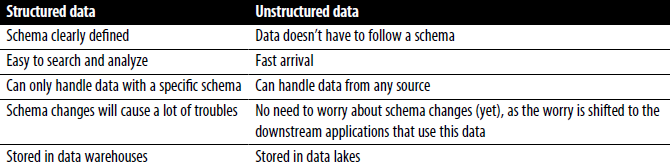 Structured data Unstructured data
Schema clearly defined Data doesn’t have to follow a schema
Easy to search and analyze Fast arrival
Can only handle data with a specific schema Can handle data from any source
Schema changes will cause a lot of troubles No need to worry about schema changes (yet), as the worry is shifted to the
downstream applications that use this data
Stored in data warehouses Stored in data lakes